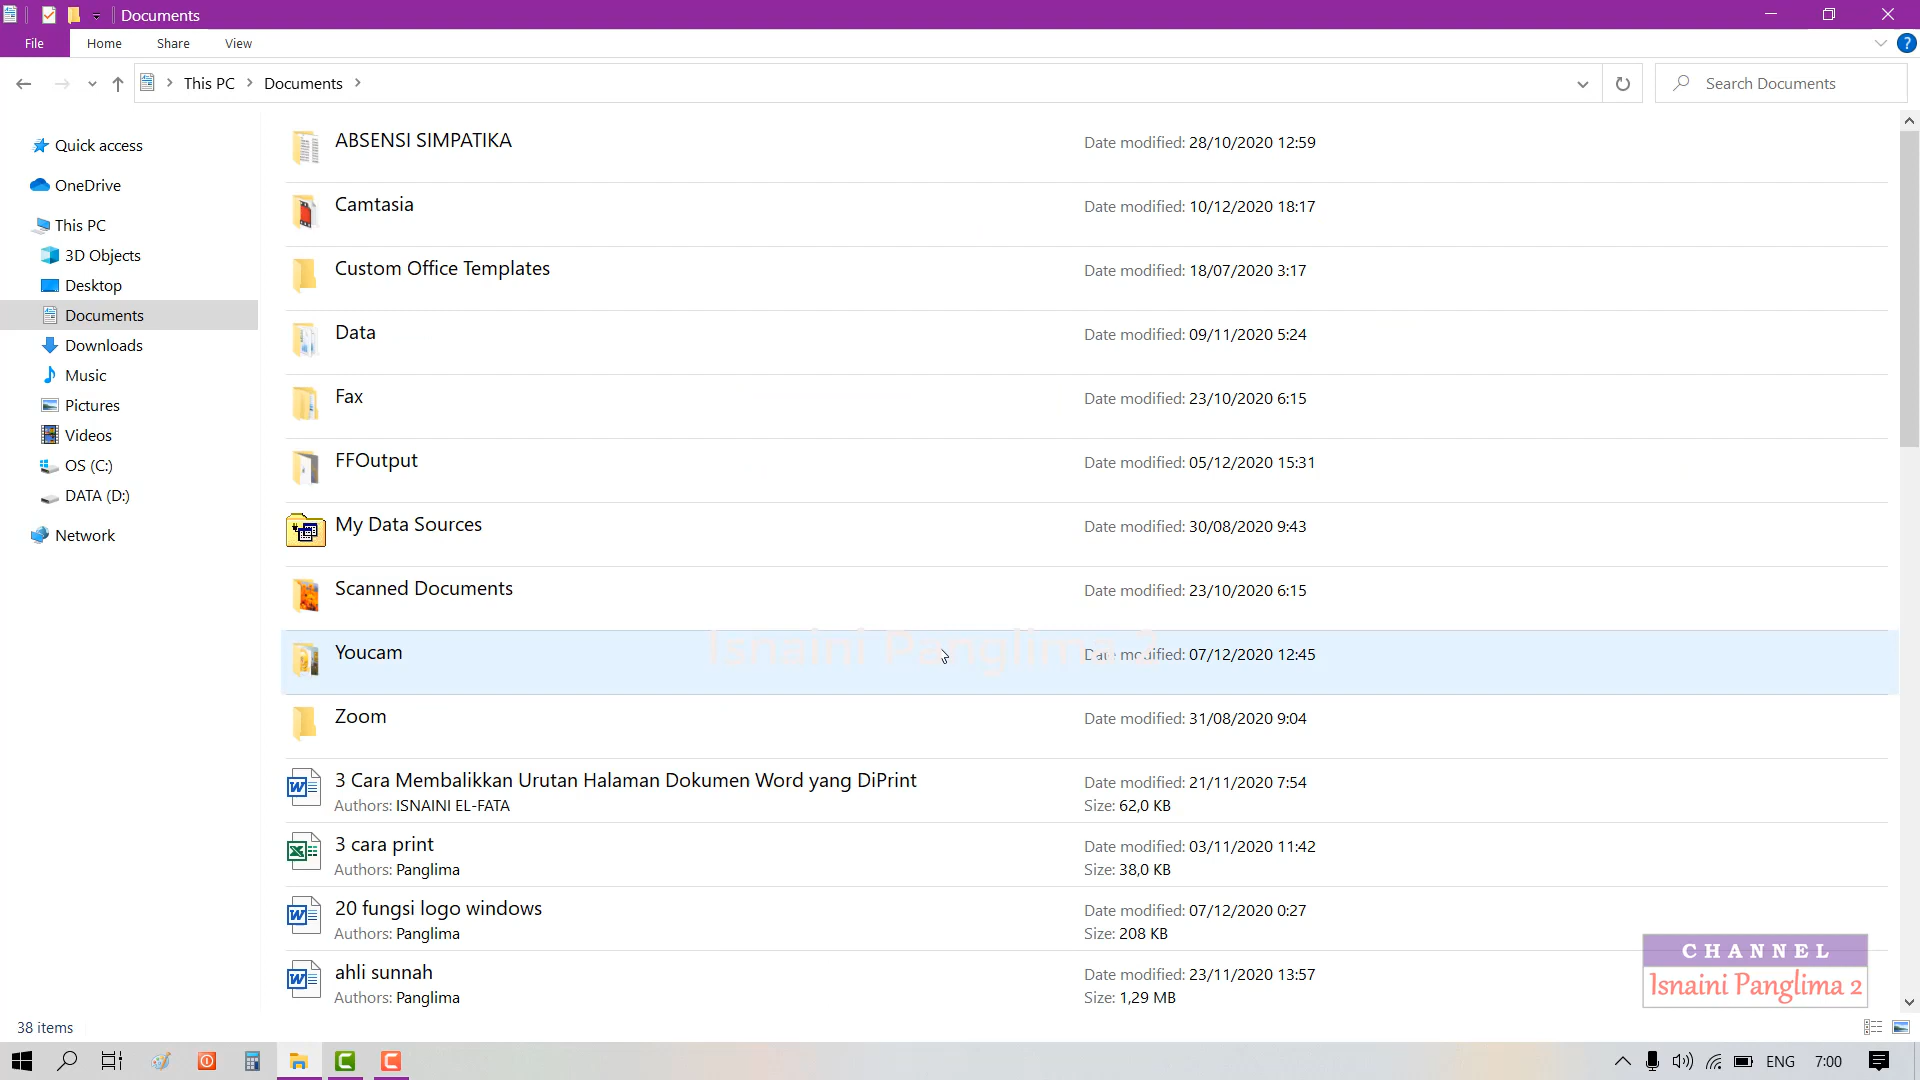 Documents
File Home Share View
This PC Documents
Search Documents
Quick access
OneDrive
This PC
3D Objects
Desktop
Documents
Downloads
Music
Pictures
Videos
OS (C:)
DATA (D:)
Network
ABSENSI SIMPATIKA Date modified: 28/10/2020 12:59
Camtasia Date modified: 10/12/2020 18:17
Custom Office Templates Date modified: 18/07/2020 3:17
Data Date modified: 09/11/2020 5:24
Fax Date modified: 23/10/2020 6:15
FFOutput Date modified: 05/12/2020 15:31
My Data Sources Date modified: 30/08/2020 9:43
Scanned Documents Date modified: 23/10/2020 6:15
Isnaini Panglima 2
Youcam Date modified: 07/12/2020 12:45
Zoom Date modified: 31/08/2020 9:04
3 Cara Membalikkan Urutan Halaman Dokumen Word yang DiPrint Date modified: 21/11/2020 7:54
Authors: ISNAINI EL-FATA Size: 62,0 KB
3 cara print Date modified: 03/11/2020 11:42
Authors: Panglima Size: 38,0 KB
20 fungsi logo windows Date modified: 07/12/2020 0:27
Authors: Panglima Size: 208 KB
ahli sunnah Date modified: 23/11/2020 13:57
Authors: Panglima Size: 1,29 MB
CHANNEL
Isnaini Panglima 2
38 items
ENG 7:00